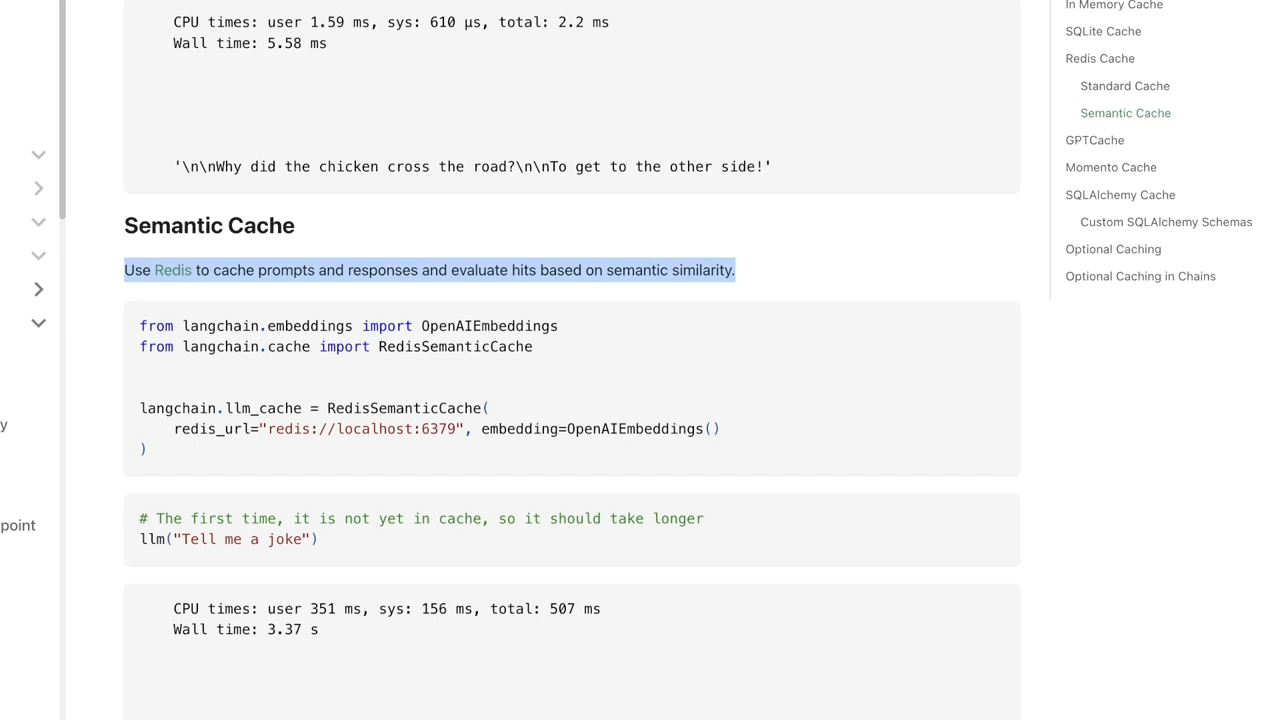 CPU times: user 1.59 ms, sys: 610 µs, total: 2.2 ms
Wall time: 5.58 ms
'\n\nWhy did the chicken cross the road?\n\nTo get to the other side!'
Semantic Cache
Use Redis to cache prompts and responses and evaluate hits based on semantic similarity.
from langchain.embeddings import OpenAIEmbeddings
from langchain.cache import RedisSemanticCache
langchain.llm_cache = RedisSemanticCache(
redis_url="redis://localhost:6379", embedding=OpenAIEmbeddings()
)
# The first time, it is not yet in cache, so it should take longer
llm("Tell me a joke")
CPU times: user 351 ms, sys: 156 ms, total: 507 ms
Wall time: 3.37 s
y
point
In Memory Cache
SQLite Cache
Redis Cache
Standard Cache
Semantic Cache
GPTCache
Momento Cache
SQLAlchemy Cache
Custom SQLAlchemy Schemas
Optional Caching
Optional Caching in Chains